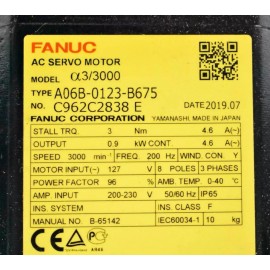 FANUC
AC SERVO MOTOR
MODEL α3/3000
TYPE A06B-0123-B675
NO. C962C2838 E DATE 2019.07
FANUC CORPORATION YAMANASHI, MADE IN JAPAN
STALL TRQ. 3 Nm 4.6 A(~)
OUTPUT 0.9 kW CONT. 4.6 A(~)
SPEED 3000 min⁻¹ FREQ. 200 Hz WIND CON. Y
MOTOR INPUT (~) 127 V 8 POLES 3 PHASES
POWER FACTOR 96 % AMB. TEMP. 0-40 °C
AMP. INPUT 200-230 V 50/60 Hz IP65
INS. SYSTEM INS. CLASS F
MANUAL No. B-65142 IEC60034-1 10 kg